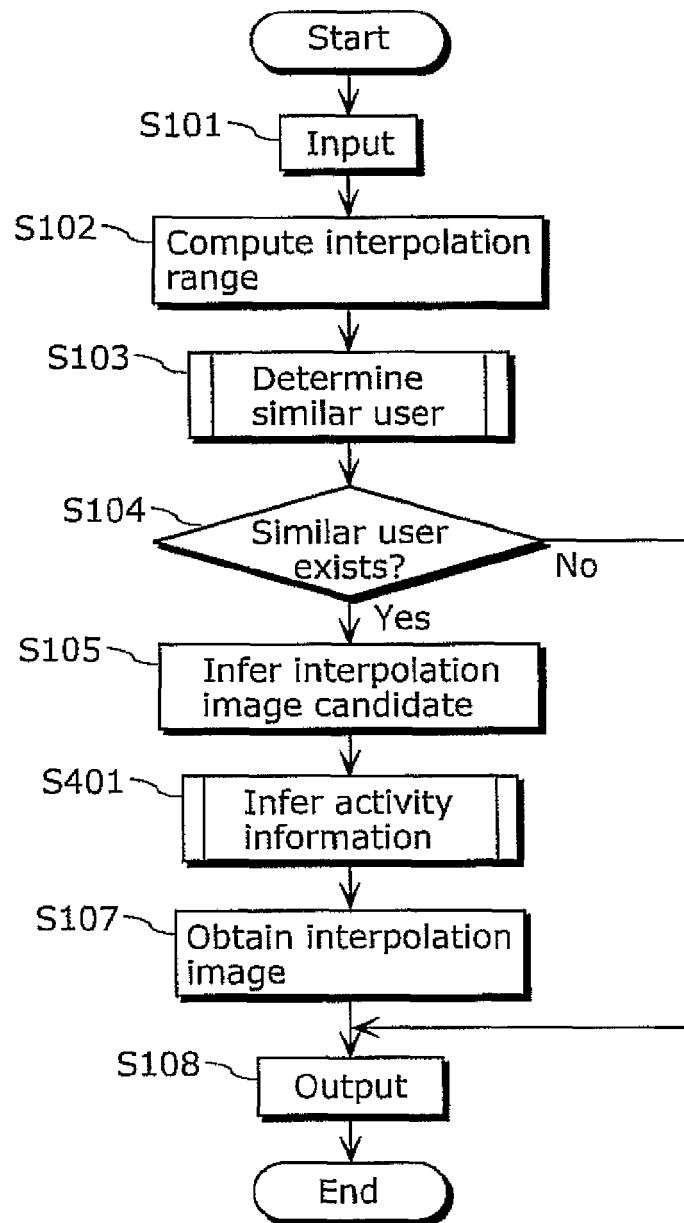 Start
S101
Input
S102
Compute interpolation
range
S103
Determine
similar user
S104
Similar user
exists?
No
Yes
S105
Infer interpolation
image candidate
S401
Infer activity
information
S107
Obtain interpolation
image
S108
Output
End